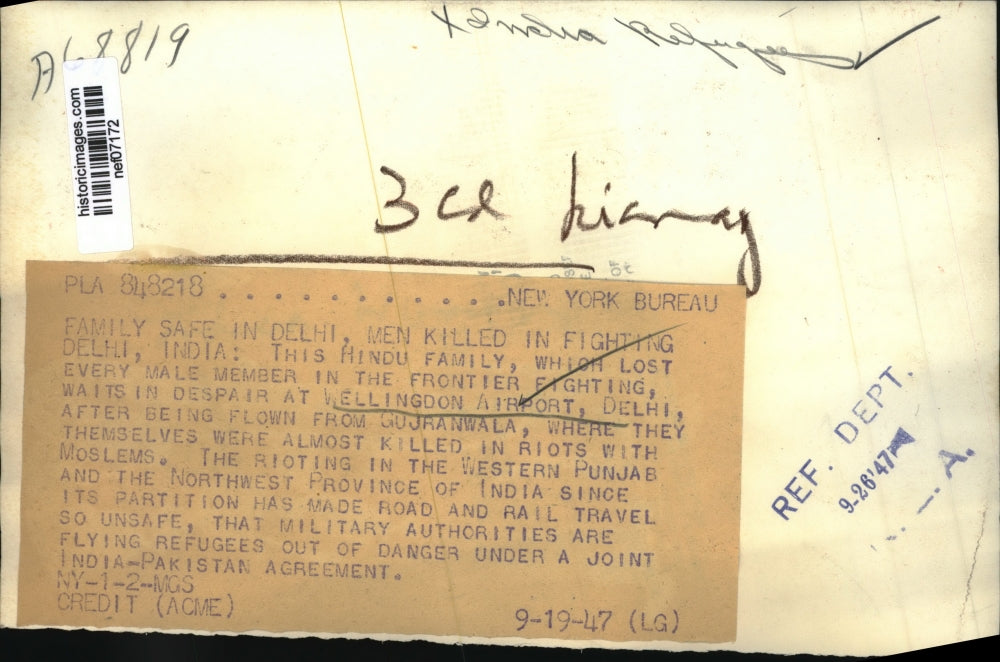 A68819
x India Refugees
historicimages.com
nef07172
3 cl
PLA 848218 . . . . . . . . . . . .NEW YORK BUREAU
FAMILY SAFE IN DELHI, MEN KILLED IN FIGHTING
DELHI, INDIA: THIS HINDU FAMILY, WHICH LOST
EVERY MALE MEMBER IN THE FRONTIER FIGHTING,
WAITS IN DESPAIR AT WELLINGDON AIRPORT, DELHI,
AFTER BEING FLOWN FROM GUJRANWALA, WHERE THEY
THEMSELVES WERE ALMOST KILLED IN RIOTS WITH
MOSLEMS. THE RIOTING IN THE WESTERN PUNJAB
AND THE NORTHWEST PROVINCE OF INDIA SINCE
ITS PARTITION HAS MADE ROAD AND RAIL TRAVEL
SO UNSAFE, THAT MILITARY AUTHORITIES ARE
FLYING REFUGEES OUT OF DANGER UNDER A JOINT
INDIA-PAKISTAN AGREEMENT.
NY-1-2-MGS
CREDIT (ACME) 9-19-47 (LG)
REF. DEPT.
9-26-47
A.